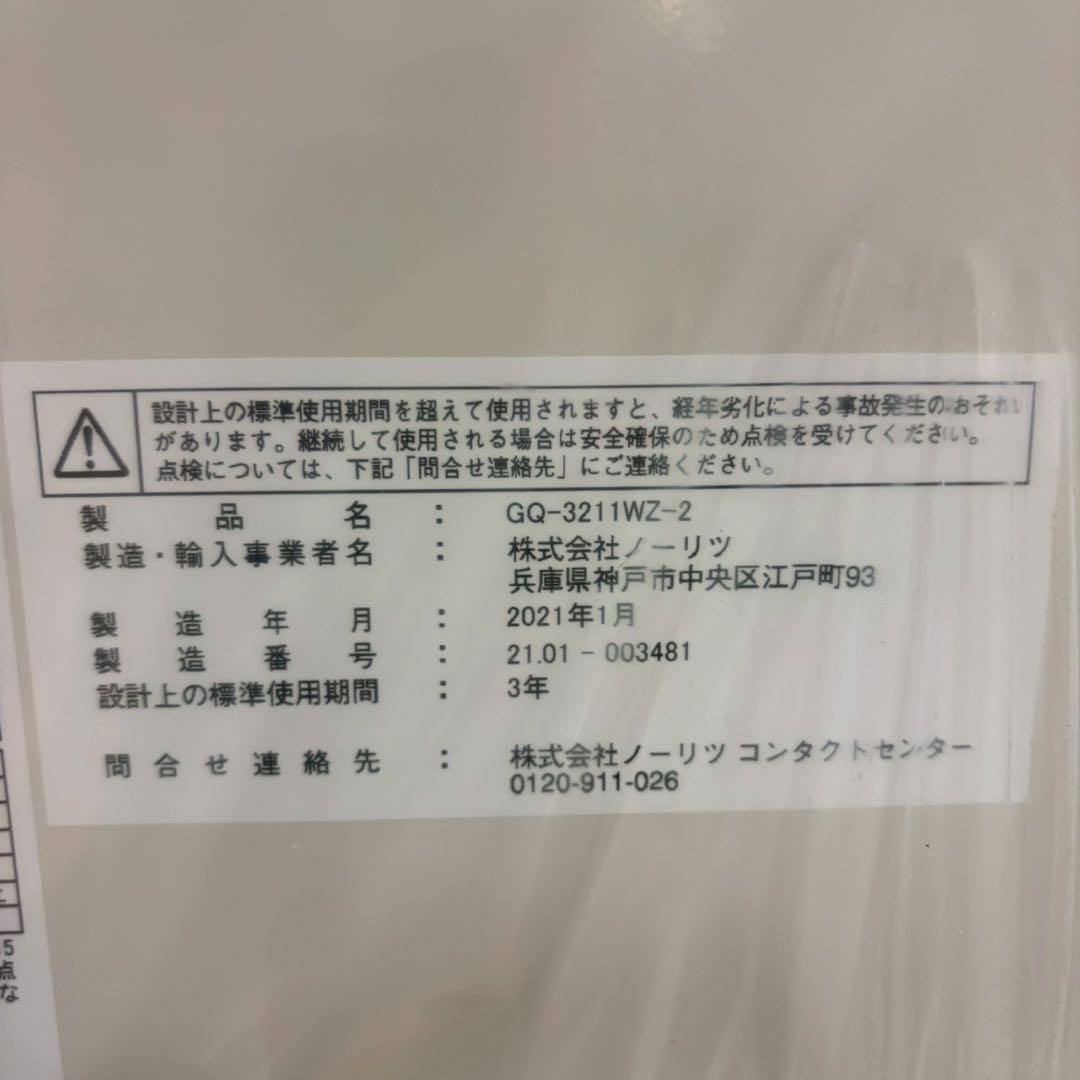 設計上の標準使用期間を超えて使用されますと、経年劣化による事故発生のおそれ
があります。継続して使用される場合は安全確保のため点検を受けてください。
点検については、下記「問合せ連絡先」にご連絡ください。
製品名 : GQ-3211WZ-2
製造・輸入事業者名 : 株式会社ノーリツ
兵庫県神戸市中央区江戸町93
製造年月 : 2021年1月
製造番号 : 21.01 - 003481
設計上の標準使用期間 : 3年
問合せ連絡先 : 株式会社ノーリツ コンタクトセンター
0120-911-026
5
点
な